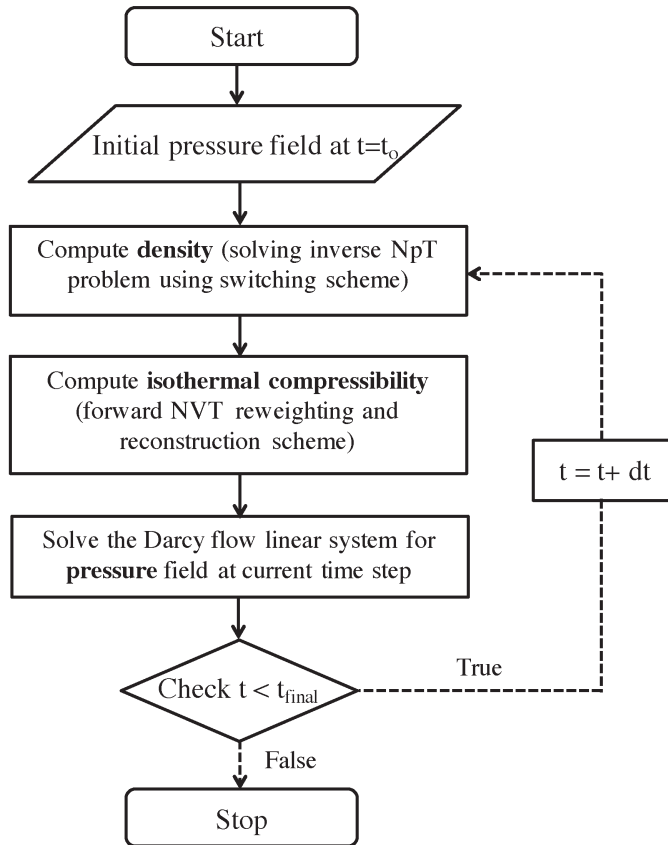 Start
Initial pressure field at t=to
Compute density (solving inverse NpT
problem using switching scheme)
Compute isothermal compressibility
(forward NVT reweighting and
reconstruction scheme)
t = t+ dt
Solve the Darcy flow linear system for
pressure field at current time step
Check t < tfinal
True
False
Stop